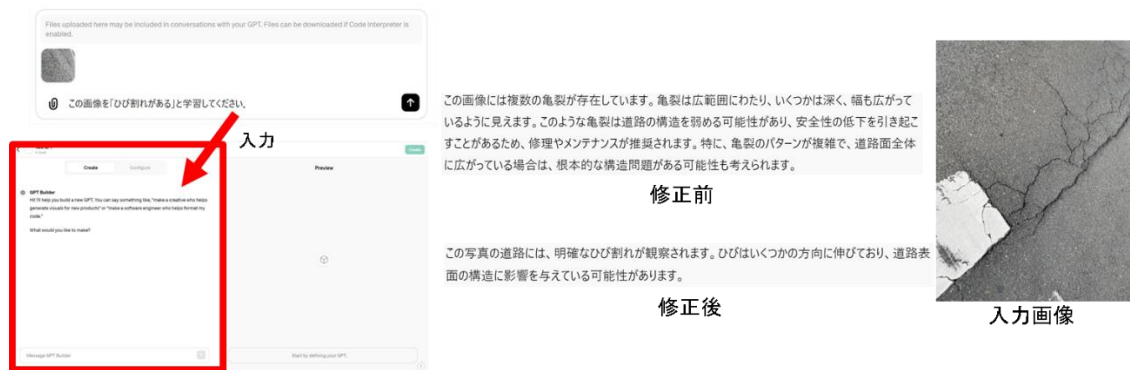 Files uploaded here may be included in conversations with your GPT. Files can be downloaded if Code Interpreter is
enabled.
この画像を「ひび割れがある」と学習してください。
入力
Create
Configure
Create
Preview
GPT Builder
Hi! I'll help you build a new GPT. You can say something like, "make a creative who helps
generate visuals for new products" or "make a software engineer who helps format my
code."
What would you like to make?
Message GPT Builder
Start by defining your GPT.
この画像には複数の亀裂が存在しています。亀裂は広範囲にわたり、いくつかは深く、幅も広がって
いるように見えます。このような亀裂は道路の構造を弱める可能性があり、安全性の低下を引き起こ
すことがあるため、修理やメンテナンスが推奨されます。特に、亀裂のパターンが複雑で、道路面全体
に広がっている場合は、根本的な構造問題がある可能性も考えられます。
修正前
この写真の道路には、明確なひび割れが観察されます。ひびはいくつかの方向に伸びており、道路表
面の構造に影響を与えている可能性があります。
修正後
入力画像